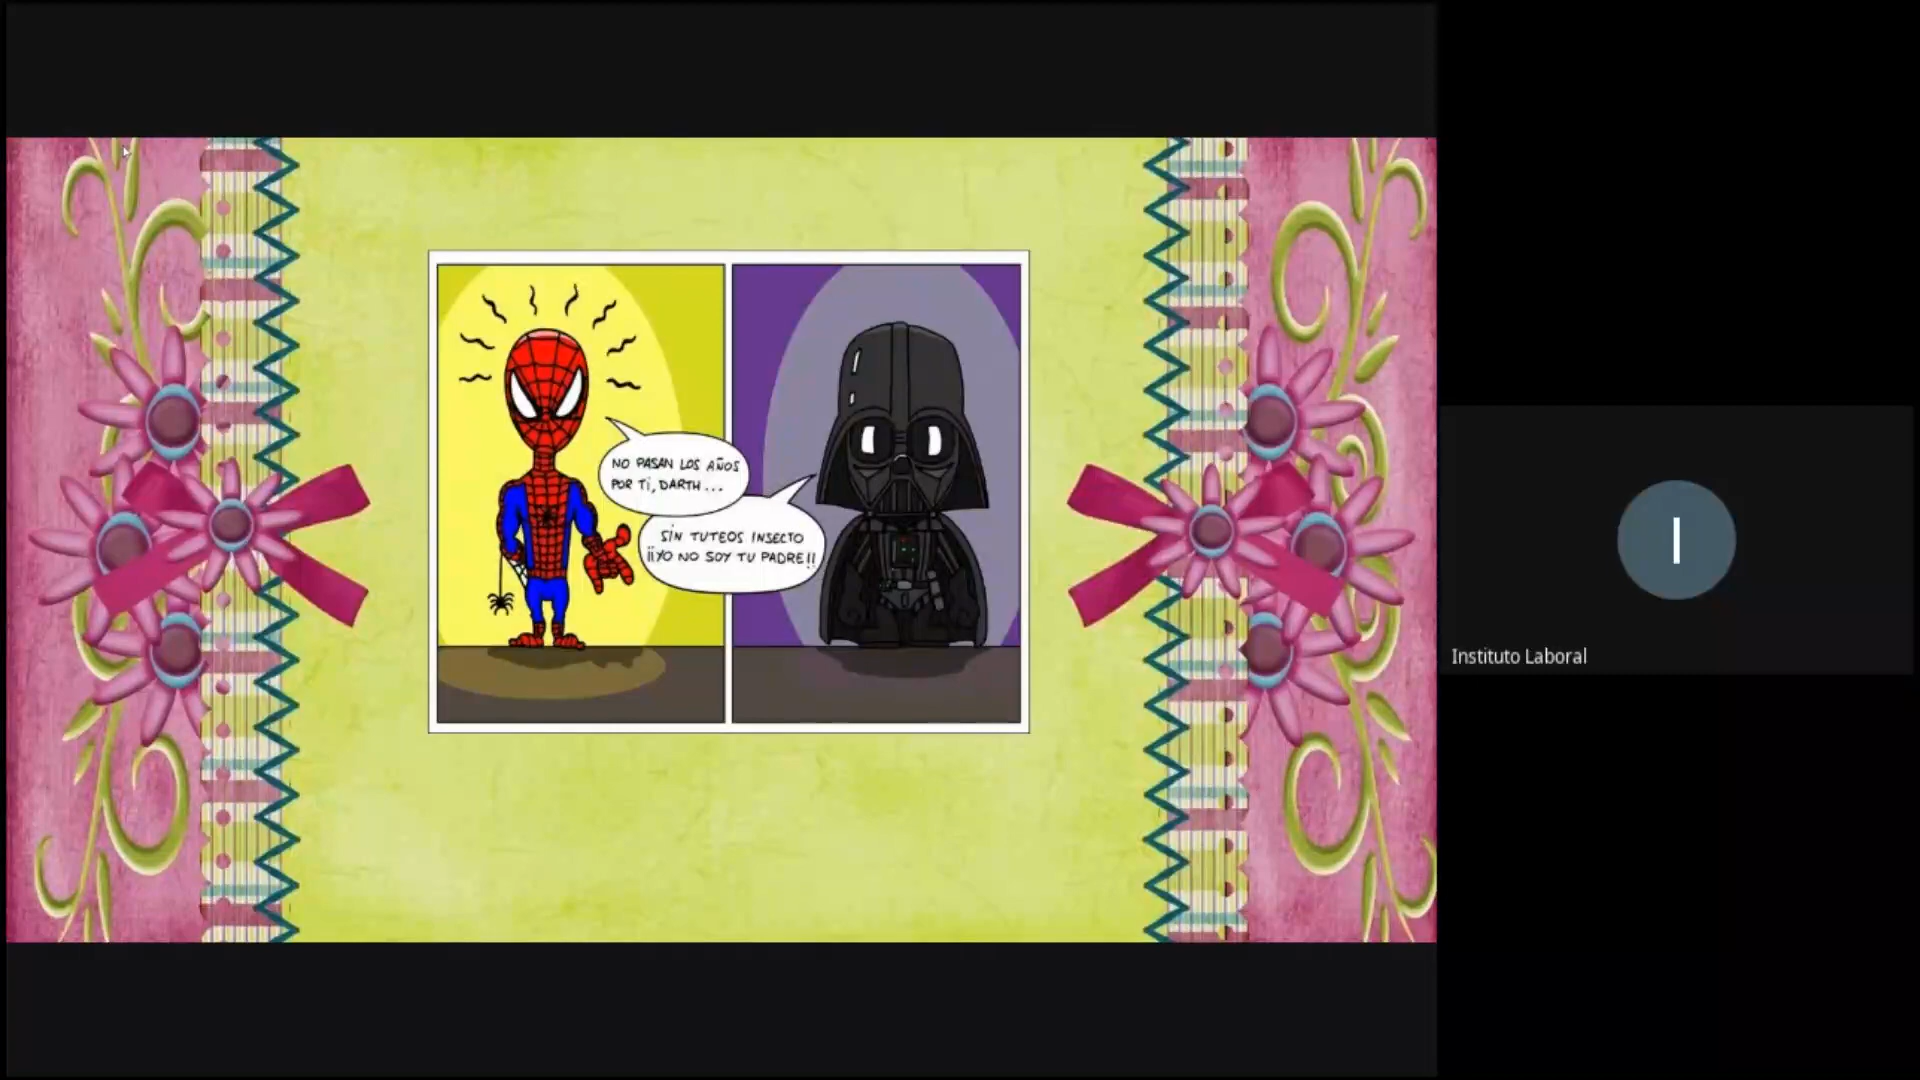 NO PASAN LOS AÑOS
POR TI, DARTH...
SIN TUTEOS INSECTO
¡¡YO NO SOY TU PADRE!!
I
Instituto Laboral